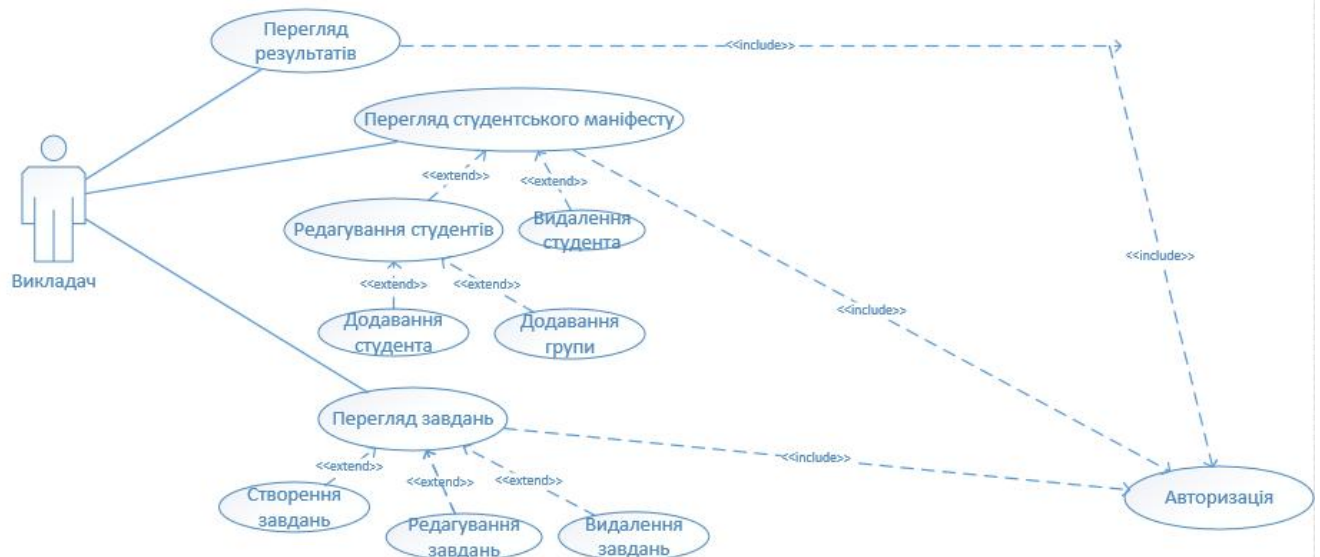 Перегляд
результатів
<<include>>
Перегляд студентського маніфесту
<<extend>>
<<extend>>
Редагування студентів
Видалення
студента
<<include>>
Викладач
<<extend>>
<<extend>>
<<include>>
Додавання
студента
Додавання
групи
Перегляд завдань
<<include>>
<<extend>>
<<extend>>
<<extend>>
Створення
завдань
Авторизація
Редагування
завдань
Видалення
завдань